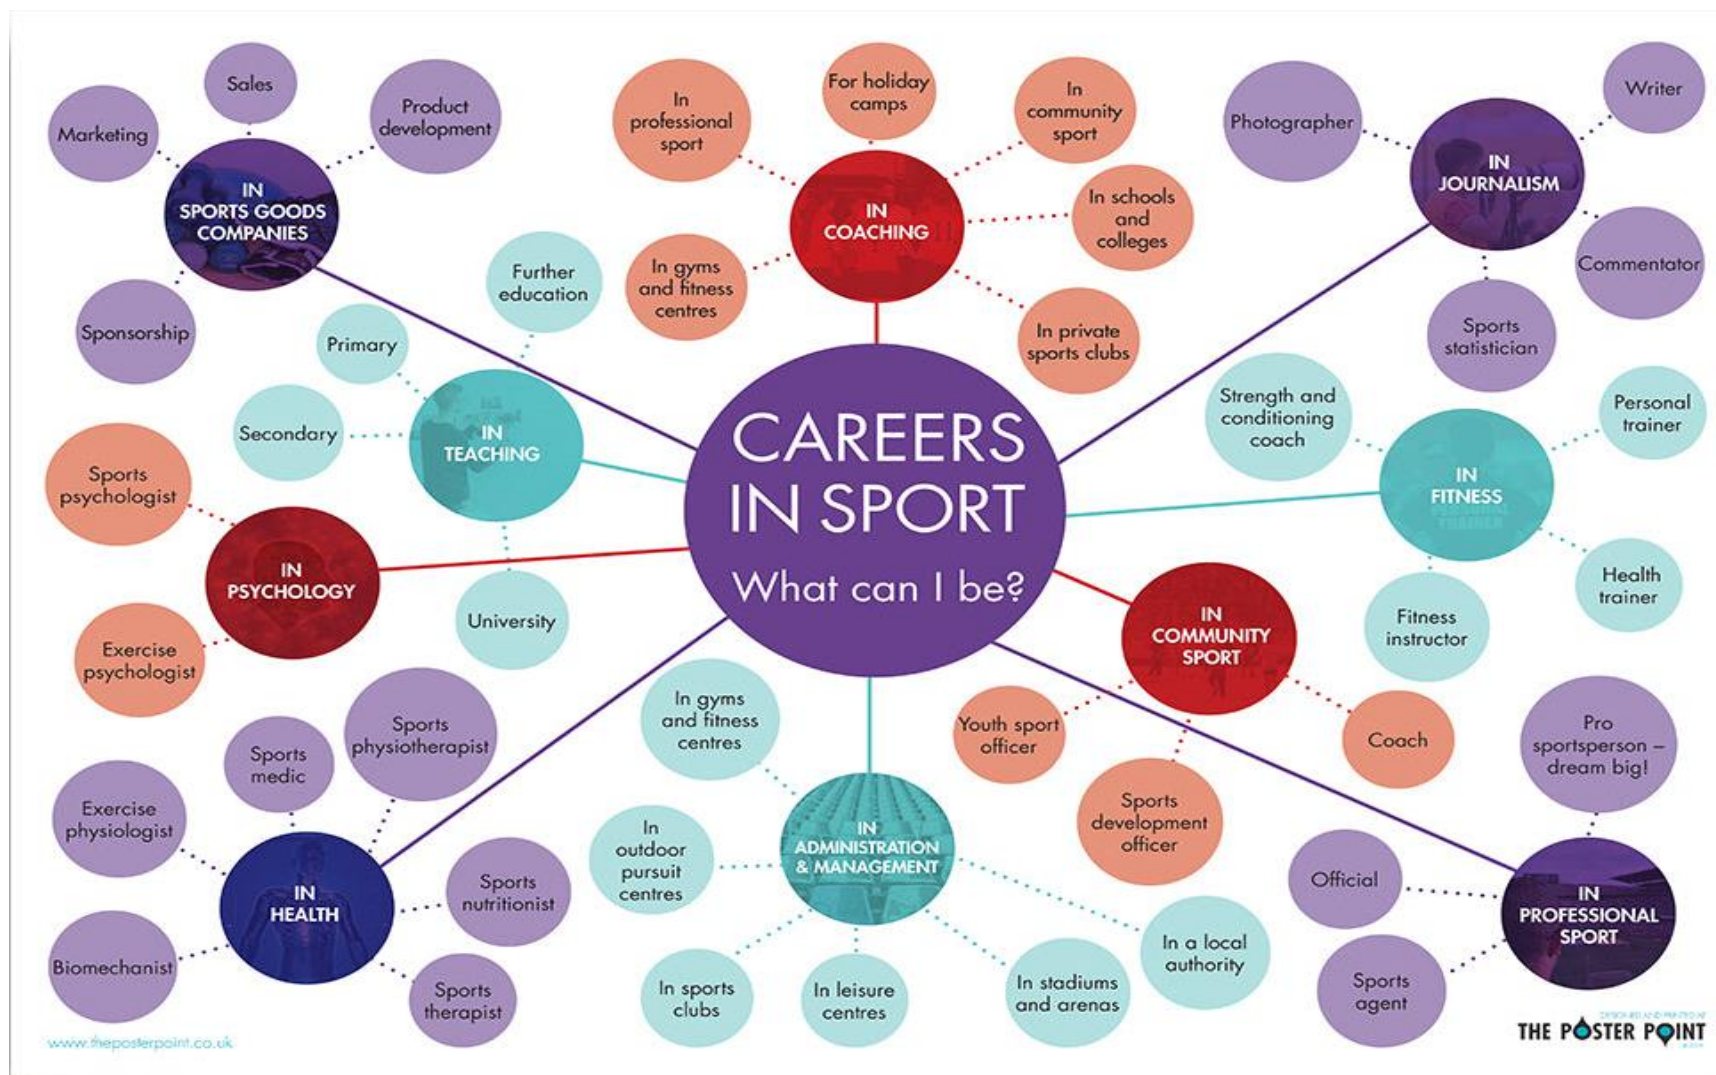 CAREERS
IN SPORT
What can I be?
IN
SPORTS GOODS
COMPANIES
Marketing
Sales
Product
development
Sponsorship
IN
COACHING
In
professional
sport
For holiday
camps
In
community
sport
In schools
and
colleges
In private
sports clubs
In gyms
and fitness
centres
IN
JOURNALISM
Photographer
Writer
Commentator
Sports
statistician
IN
TEACHING
Further
education
Primary
Secondary
University
IN
FITNESS
Strength and
conditioning
coach
Personal
trainer
Health
trainer
Fitness
instructor
IN
PSYCHOLOGY
Sports
psychologist
Exercise
psychologist
IN
COMMUNITY
SPORT
Youth sport
officer
Sports
development
officer
Coach
IN
HEALTH
Sports
physiotherapist
Sports
medic
Exercise
physiologist
Biomechanist
Sports
nutritionist
Sports
therapist
IN
ADMINISTRATION
& MANAGEMENT
In gyms
and fitness
centres
In
outdoor
pursuit
centres
In sports
clubs
In leisure
centres
In stadiums
and arenas
In a local
authority
IN
PROFESSIONAL
SPORT
Pro
sportsperson –
dream big!
Official
Sports
agent
www.theposterpoint.co.uk
DESIGNED AND PRINTED AT
THE POSTER POINT